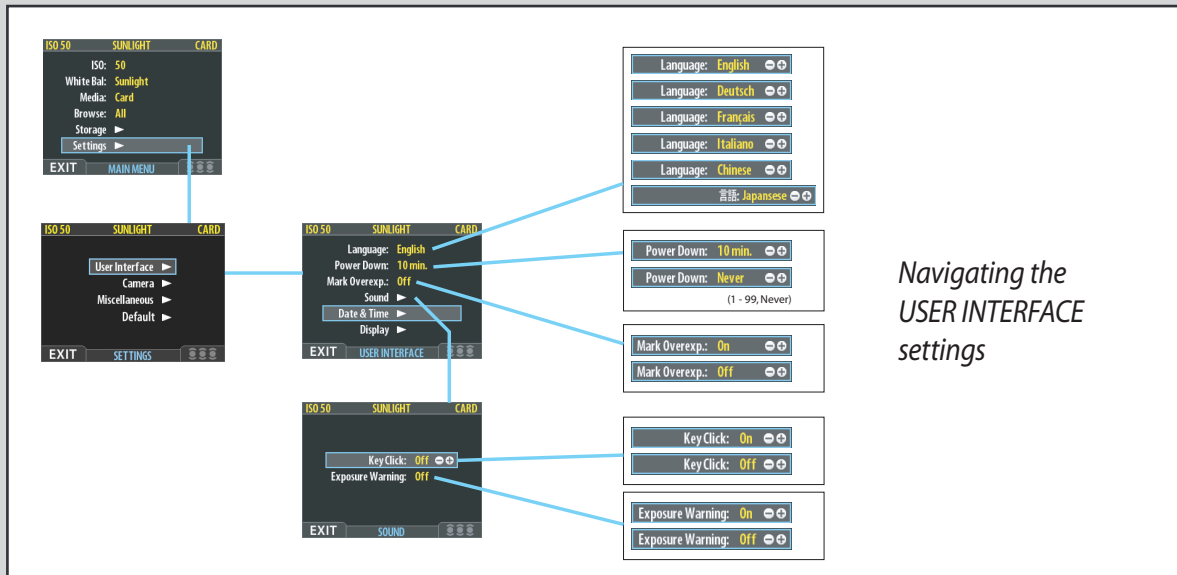 ISO 50 SUNLIGHT CARD
ISO: 50
White Bal: Sunlight
Media: Card
Browse: All
Storage ►
Settings ►
EXIT MAIN MENU
ISO 50 SUNLIGHT CARD
User Interface ►
Camera ►
Miscellaneous ►
Default ►
EXIT SETTINGS
ISO 50 SUNLIGHT CARD
Language: English
Power Down: 10 min.
Mark Overexp.: Off
Sound ►
Date & Time ►
Display ►
EXIT USER INTERFACE
ISO 50 SUNLIGHT CARD
Key Click: Off
Exposure Warning: Off
EXIT SOUND
Language: English
Language: Deutsch
Language: Français
Language: Italiano
Language: Chinese
言語: Japansese
Power Down: 10 min.
Power Down: Never
(1 - 99, Never)
Mark Overexp.: On
Mark Overexp.: Off
Key Click: On
Key Click: Off
Exposure Warning: On
Exposure Warning: Off
Navigating the
USER INTERFACE
settings